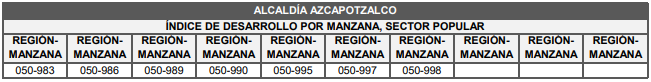 ALCALDÍA AZCAPOTZALCO
ÍNDICE DE DESARROLLO POR MANZANA, SECTOR POPULAR
REGIÓN-MANZANA REGIÓN-MANZANA REGIÓN-MANZANA REGIÓN-MANZANA REGIÓN-MANZANA REGIÓN-MANZANA REGIÓN-MANZANA REGIÓN-MANZANA REGIÓN-MANZANA REGIÓN-MANZANA
050-983 050-986 050-989 050-990 050-995 050-997 050-998